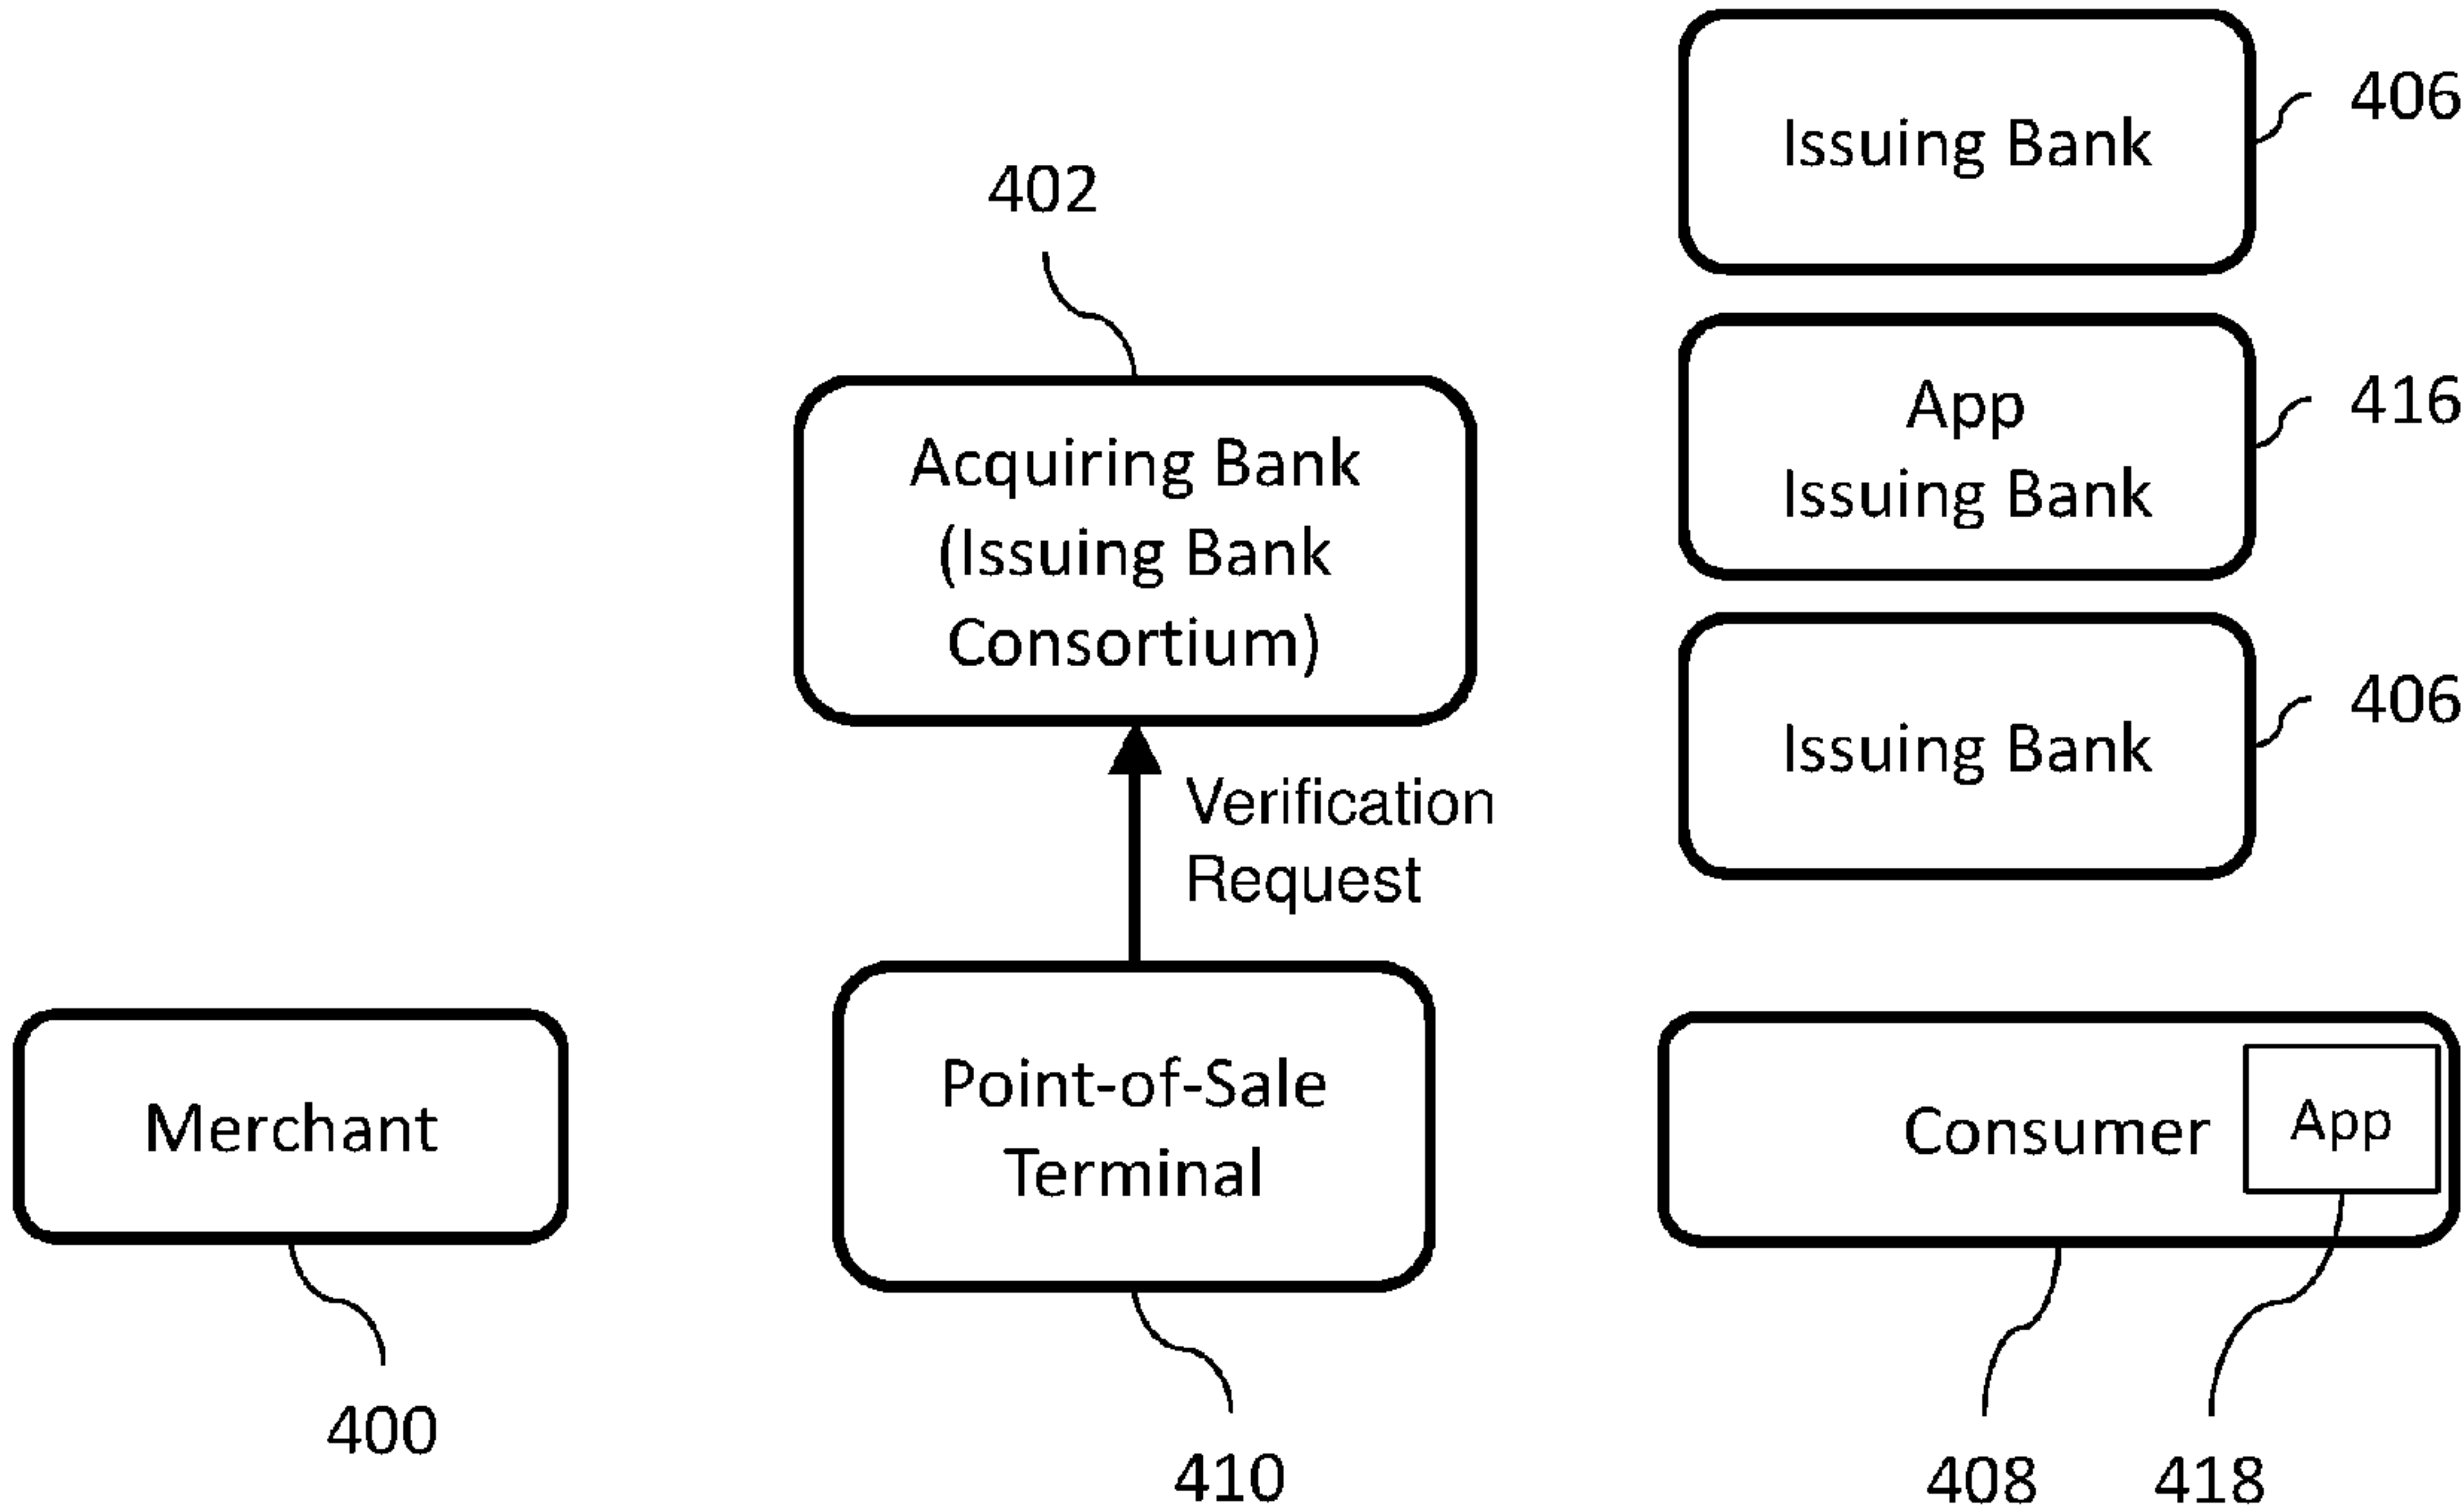 Issuing Bank
406
402
App
Issuing Bank
416
Acquiring Bank
(Issuing Bank
Consortium)
Issuing Bank
406
Verification
Request
Merchant
400
Point-of-Sale
Terminal
410
Consumer
App
408
418